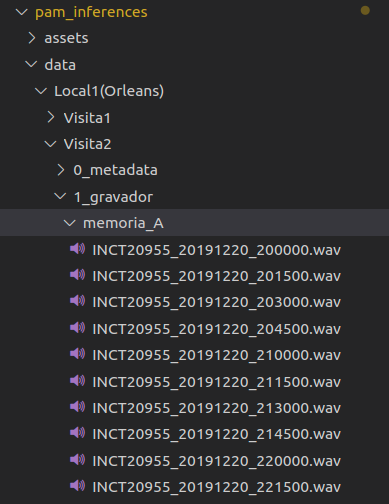 pam_inferences
assets
data
Local1(Orleans)
Visita1
Visita2
0_metadata
1_gravador
memoria_A
INCT20955_20191220_200000.wav
INCT20955_20191220_201500.wav
INCT20955_20191220_203000.wav
INCT20955_20191220_204500.wav
INCT20955_20191220_210000.wav
INCT20955_20191220_211500.wav
INCT20955_20191220_213000.wav
INCT20955_20191220_214500.wav
INCT20955_20191220_220000.wav
INCT20955_20191220_221500.wav